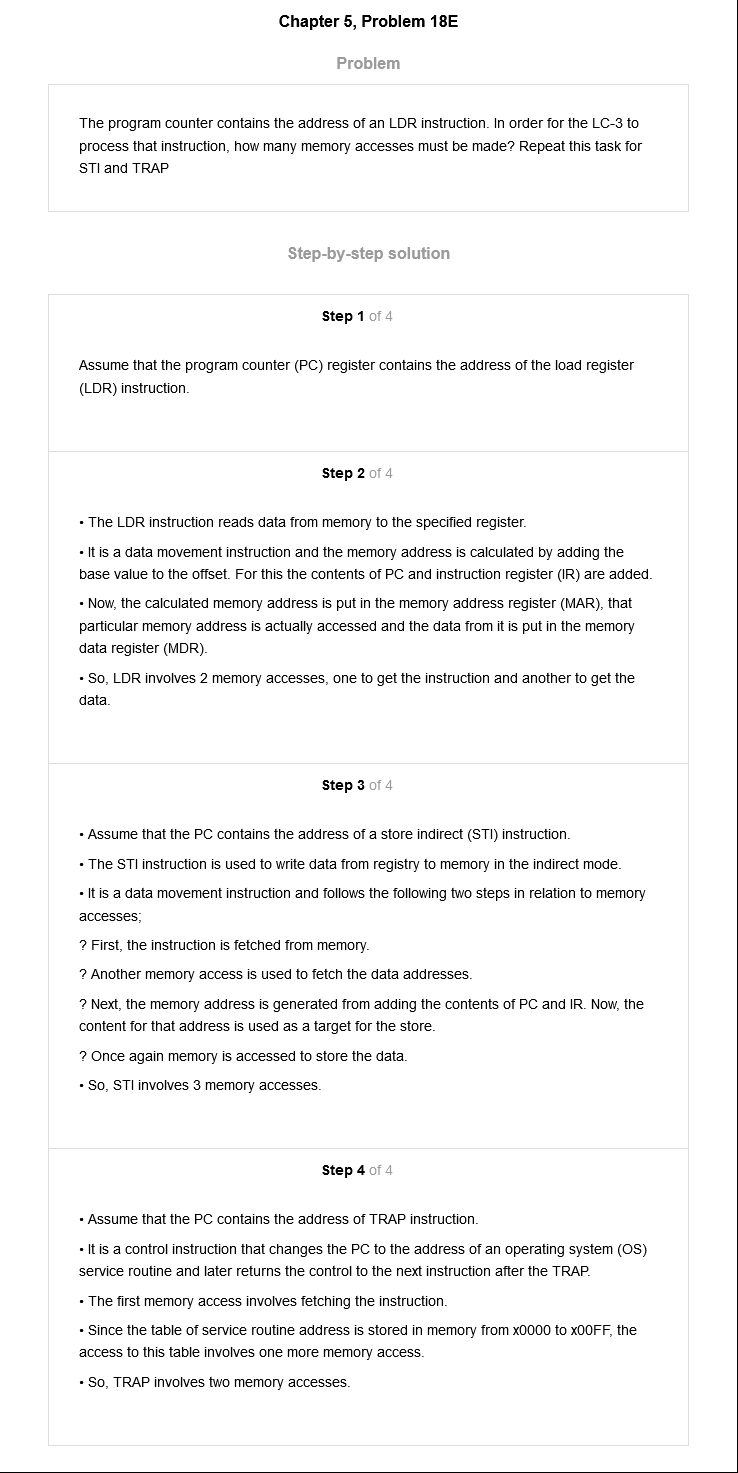 Chapter 5, Problem 18E
Problem
The program counter contains the address of an LDR instruction. In order for the LC-3 to
process that instruction, how many memory accesses must be made? Repeat this task for
STI and TRAP
Step-by-step solution
Step 1 of 4
Assume that the program counter (PC) register contains the address of the load register
(LDR) instruction.
Step 2 of 4
• The LDR instruction reads data from memory to the specified register.
• It is a data movement instruction and the memory address is calculated by adding the
base value to the offset. For this the contents of PC and instruction register (IR) are added.
• Now, the calculated memory address is put in the memory address register (MAR), that
particular memory address is actually accessed and the data from it is put in the memory
data register (MDR).
• So, LDR involves 2 memory accesses, one to get the instruction and another to get the
data.
Step 3 of 4
• Assume that the PC contains the address of a store indirect (STI) instruction.
• The STI instruction is used to write data from registry to memory in the indirect mode.
• It is a data movement instruction and follows the following two steps in relation to memory
accesses;
? First, the instruction is fetched from memory.
? Another memory access is used to fetch the data addresses.
? Next, the memory address is generated from adding the contents of PC and IR. Now, the
content for that address is used as a target for the store.
? Once again memory is accessed to store the data.
• So, STI involves 3 memory accesses.
Step 4 of 4
• Assume that the PC contains the address of TRAP instruction.
• It is a control instruction that changes the PC to the address of an operating system (OS)
service routine and later returns the control to the next instruction after the TRAP.
• The first memory access involves fetching the instruction.
• Since the table of service routine address is stored in memory from x0000 to x00FF, the
access to this table involves one more memory access.
• So, TRAP involves two memory accesses.